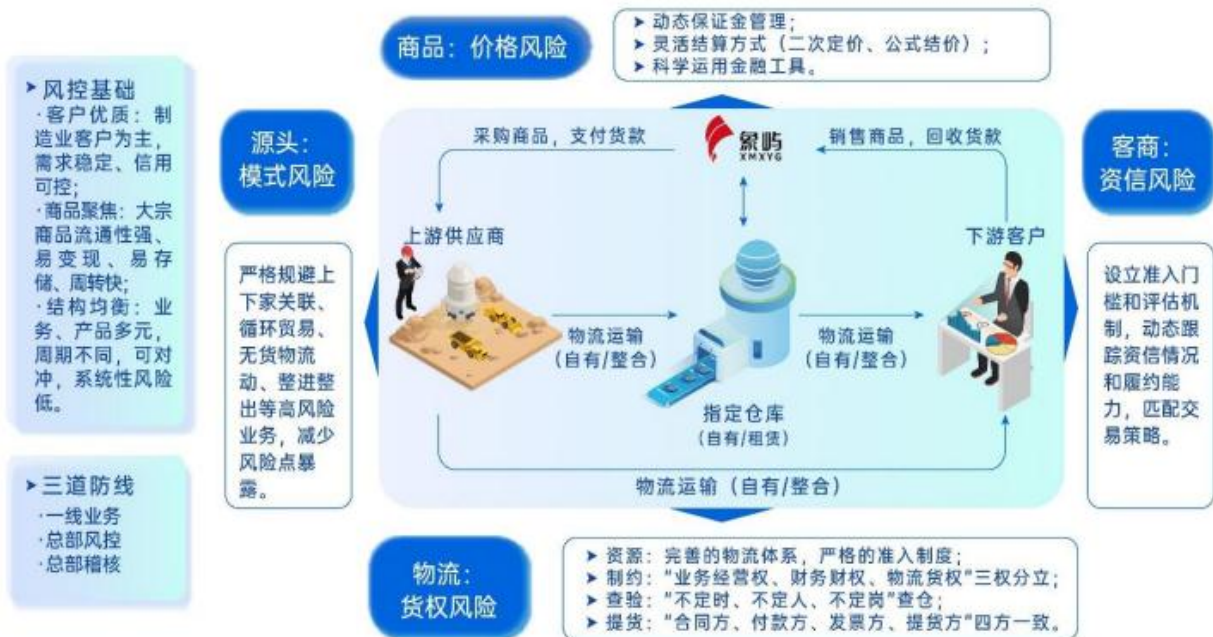 商品：价格风险
➤ 动态保证金管理；
➤ 灵活结算方式（二次定价、公式结价）；
➤ 科学运用金融工具。
➤ 风控基础
·客户优质：制
造业客户为主，
需求稳定、信用
可控；
·商品聚焦：大宗
商品流通性强、
易变现、易存
储、周转快；
·结构均衡：业
务、产品多元，
周期不同，可对
冲，系统性风险
低。
➤ 三道防线
·一线业务
·总部风控
·总部稽核
源头：
模式风险
严格规避上
下家关联、
循环贸易、
无货物流
动、整进整
出等高风险
业务，减少
风险点暴
露。
采购商品，支付货款
象屿
XMXYG
销售商品，回收货款
上游供应商
下游客户
物流运输
（自有/整合）
物流运输
（自有/整合）
指定仓库
（自有/租赁）
物流运输（自有/整合）
客商：
资信风险
设立准入门
槛和评估机
制，动态跟
踪资信情况
和履约能
力，匹配交
易策略。
物流：
货权风险
➤ 资源：完善的物流体系，严格的准入制度；
➤ 制约：“业务经营权、财务财权、物流货权”三权分立；
➤ 查验：“不定时、不定人、不定岗”查仓；
➤ 提货：“合同方、付款方、发票方、提货方”四方一致。